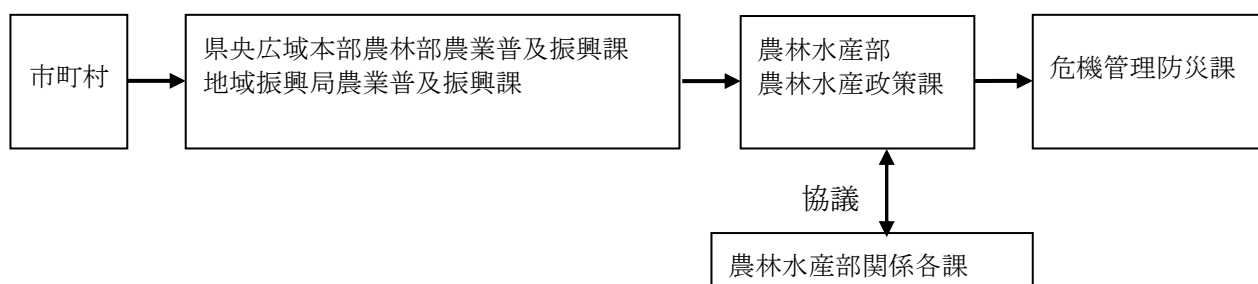 市町村
県央広域本部農林部農業普及振興課
地域振興局農業普及振興課
農林水産部
農林水産政策課
危機管理防災課
協議
農林水産部関係各課